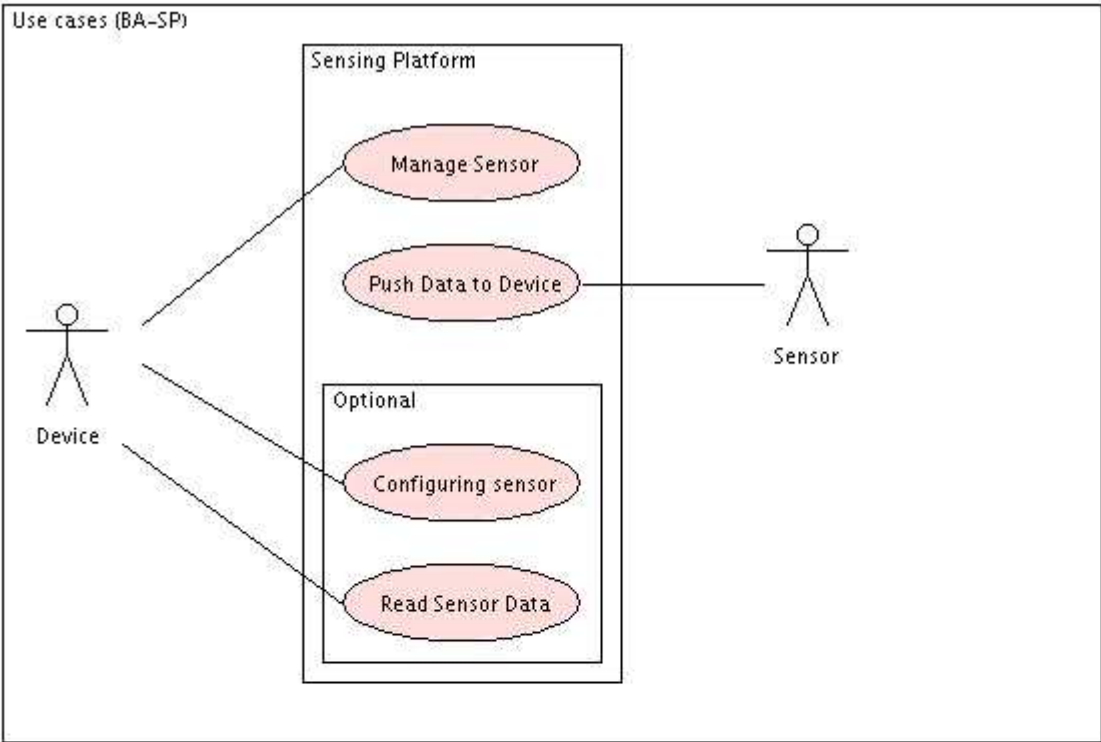 Use cases (BA-SP)
Sensing Platform
Manage Sensor
Push Data to Device
Sensor
Optional
Device
Configuring sensor
Read Sensor Data